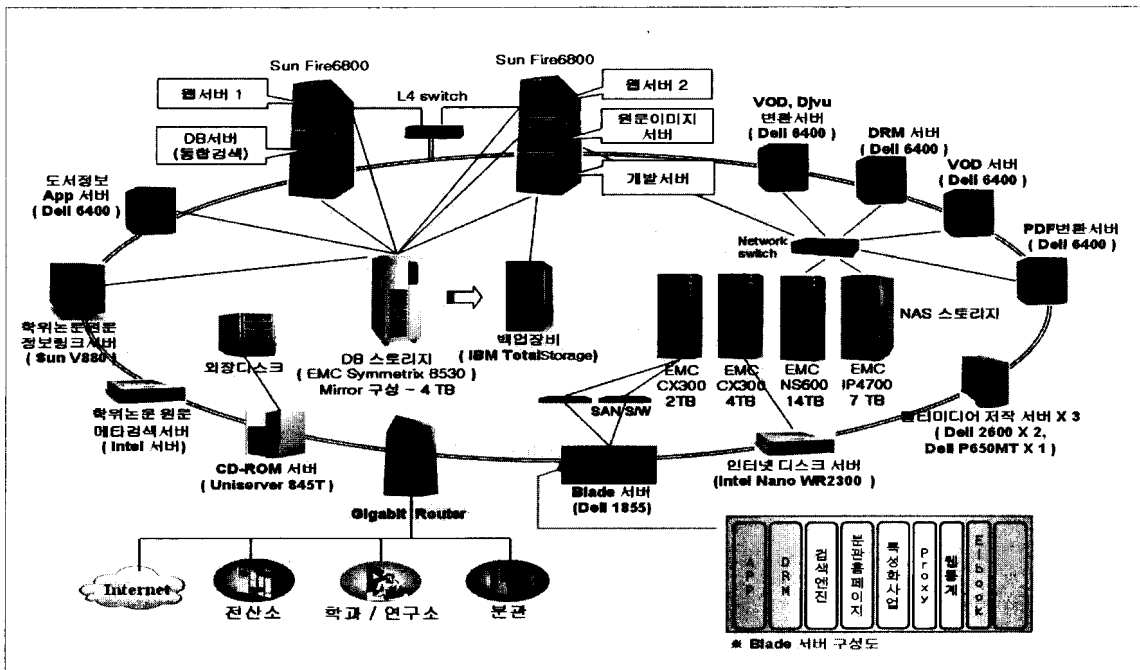 Sun Fire6800
Sun Fire6800
웹서버 1
L4 switch
웹서버 2
DB서버
(통합검색)
원문이미지
서버
개발서버
VOD, Djvu
변환서버
( Dell 6400 )
DRM 서버
( Dell 6400 )
VOD 서버
( Dell 6400 )
PDF변환서버
( Dell 6400 )
도서정보
App 서버
( Dell 6400 )
Network
switch
학위논문원문
정보링크서버
( Sun V880 )
외장디스크
DB 스토리지
( EMC Symmetrix 8530 )
Mirror 구성 - 4 TB
백업장비
( IBM TotalStorage)
NAS 스토리지
EMC
CX300
2TB
EMC
CX300
4TB
EMC
NS600
14TB
EMC
IP4700
7 TB
SAN S/W
학위논문 원문
메타검색서버
( Intel 서버 )
CD-ROM 서버
( Uniserver 845T )
Gigabit Router
Blade 서버
(Dell 1855)
인터넷 디스크 서버
(Intel Nano WR2300 )
멀티미디어 저작 서버 X 3
( Dell 2600 X 2,
Dell P650MT X 1 )
Internet
전산소
학과 / 연구소
분관
APP
DRM
검색엔진
분관홈페이지
특성화사업
Proxy
웹통계
E|book
※ Blade 서버 구성도